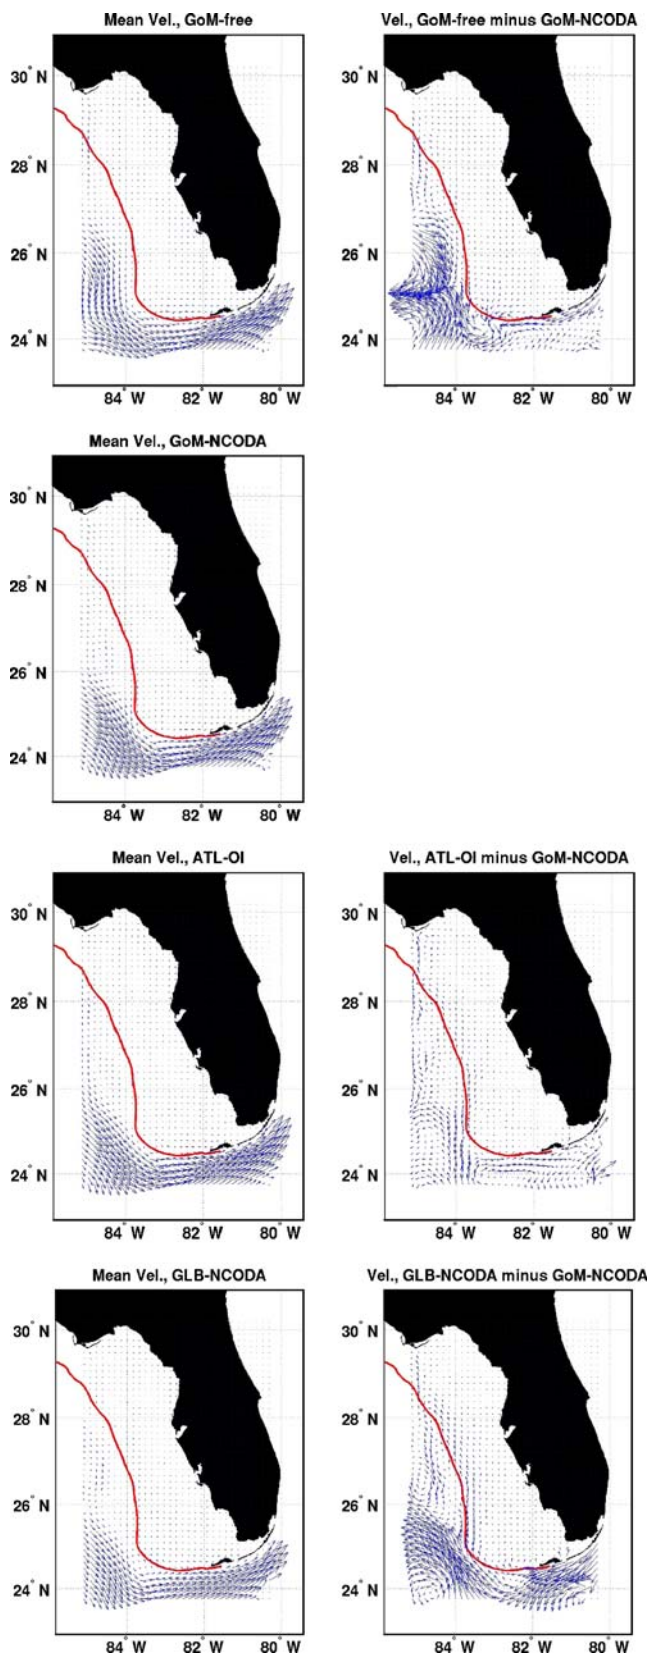 Mean Vel., GoM-free
Vel., GoM-free minus GoM-NCODA
30° N
30° N
28° N
28° N
26° N
26° N
24° N
24° N
84° W 82° W 80° W
84° W 82° W 80° W
Mean Vel., GoM-NCODA
30° N
28° N
26° N
24° N
84° W 82° W 80° W
Mean Vel., ATL-OI
Vel., ATL-OI minus GoM-NCODA
30° N
30° N
28° N
28° N
26° N
26° N
24° N
24° N
84° W 82° W 80° W
84° W 82° W 80° W
Mean Vel., GLB-NCODA
Vel., GLB-NCODA minus GoM-NCODA
30° N
30° N
28° N
28° N
26° N
26° N
24° N
24° N
84° W 82° W 80° W
84° W 82° W 80° W